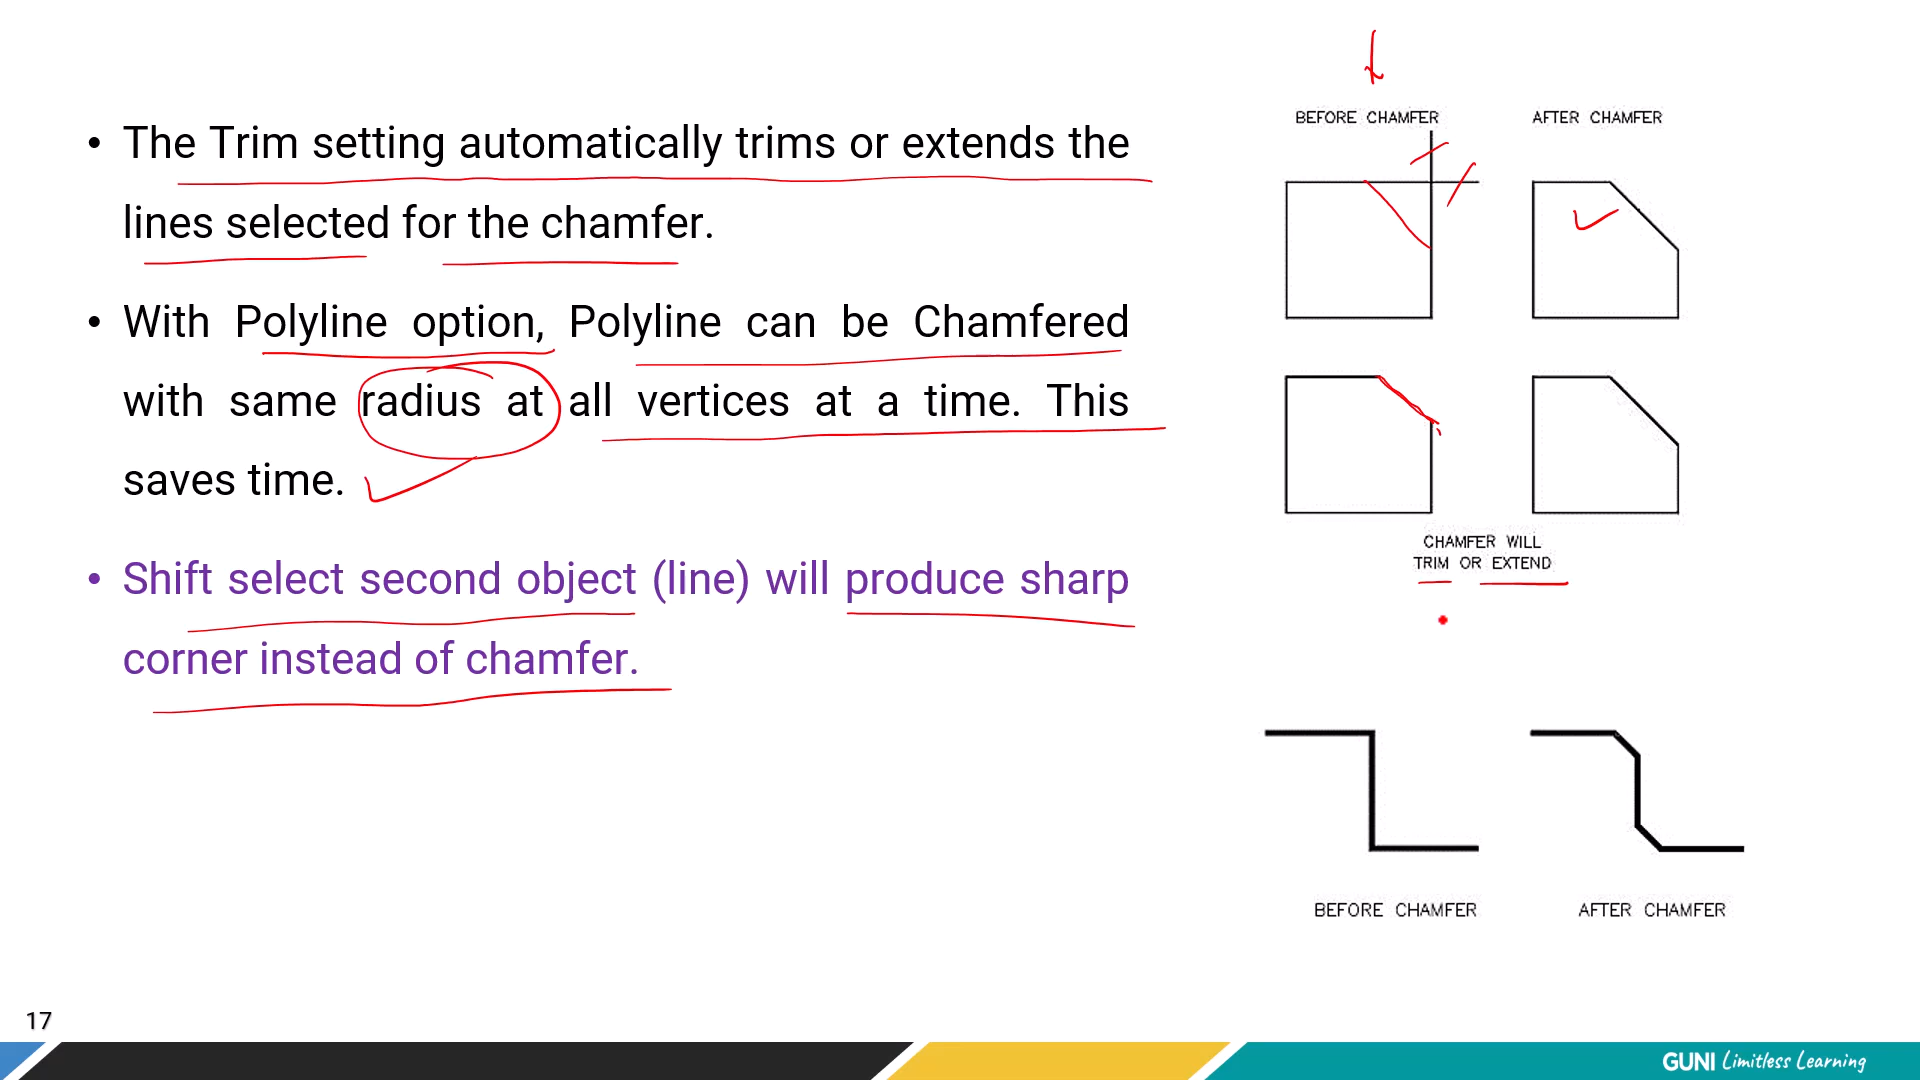 • The Trim setting automatically trims or extends the
lines selected for the chamfer.
• With Polyline option, Polyline can be Chamfered
with same radius at all vertices at a time. This
saves time.
• Shift select second object (line) will produce sharp
corner instead of chamfer.
BEFORE CHAMFER
AFTER CHAMFER
CHAMFER WILL
TRIM OR EXTEND
BEFORE CHAMFER
AFTER CHAMFER
17
GUNI Limitless Learning